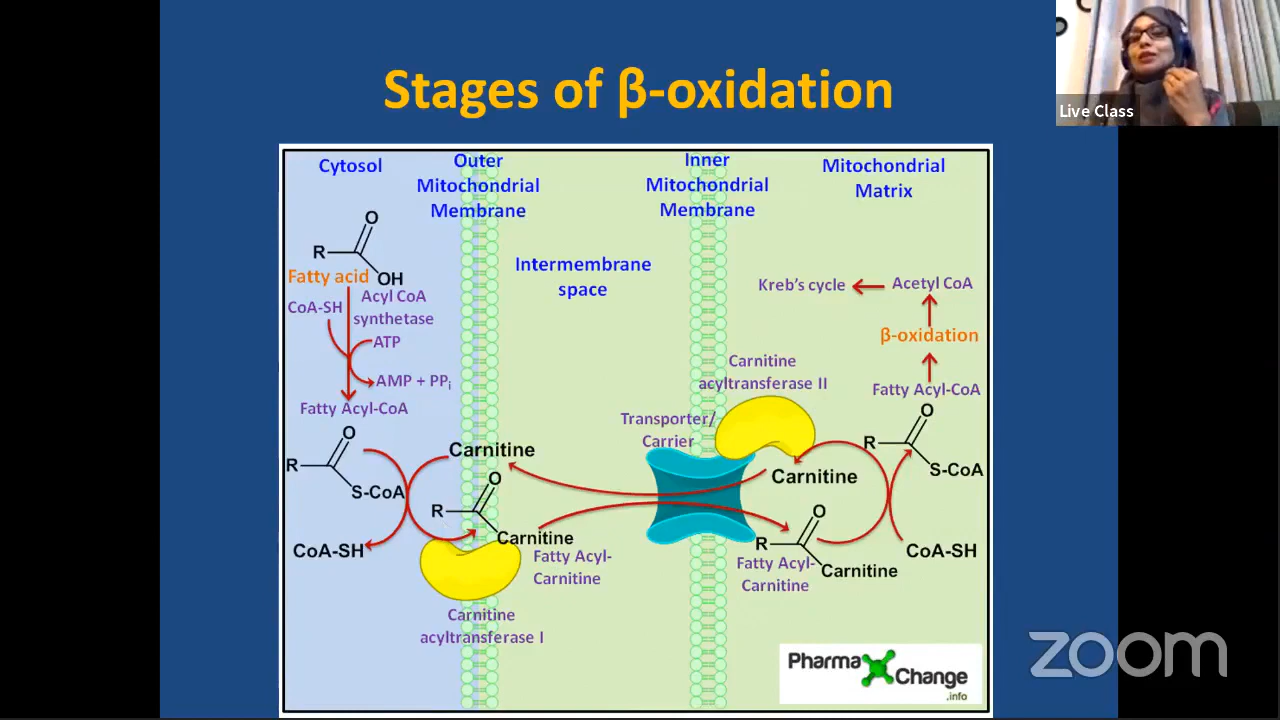 Stages of β-oxidation
Live Class
Cytosol
Outer
Mitochondrial
Membrane
Inner
Mitochondrial
Membrane
Mitochondrial
Matrix
Intermembrane
space
O
R
OH
Fatty acid
CoA-SH
Acyl CoA
synthetase
ATP
AMP + PPi
Fatty Acyl-CoA
O
R
S-CoA
CoA-SH
Carnitine
O
R
Carnitine
Fatty Acyl-
Carnitine
Carnitine
acyltransferase I
Transporter/
Carrier
Carnitine
acyltransferase II
Carnitine
O
R
Carnitine
Fatty Acyl-
Carnitine
Kreb's cycle
Acetyl CoA
β-oxidation
Fatty Acyl-CoA
O
R
S-CoA
CoA-SH
Pharma
Change
.info
zoom